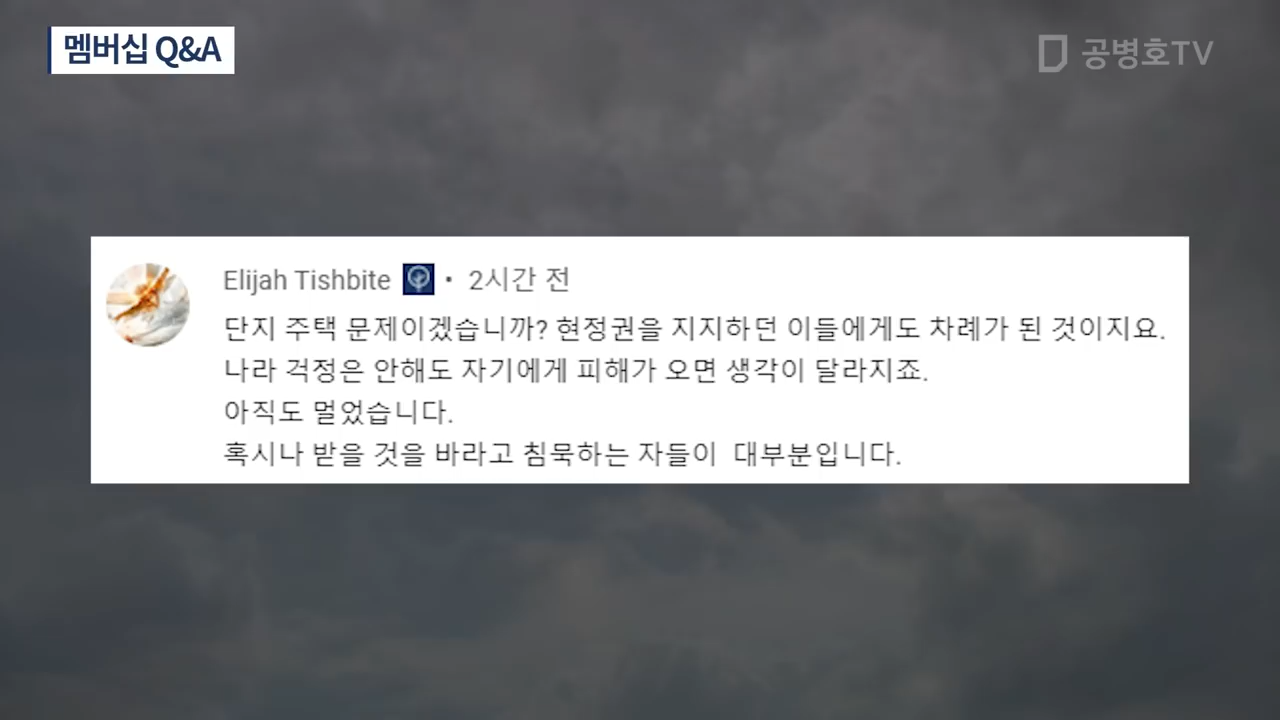 멤버십 Q&A
공병호TV
Elijah Tishbite • 2시간 전
단지 주택 문제이겠습니까? 현정권을 지지하던 이들에게도 차례가 된 것이지요.
나라 걱정은 안해도 자기에게 피해가 오면 생각이 달라지죠.
아직도 멀었습니다.
혹시나 받을 것을 바라고 침묵하는 자들이  대부분입니다.